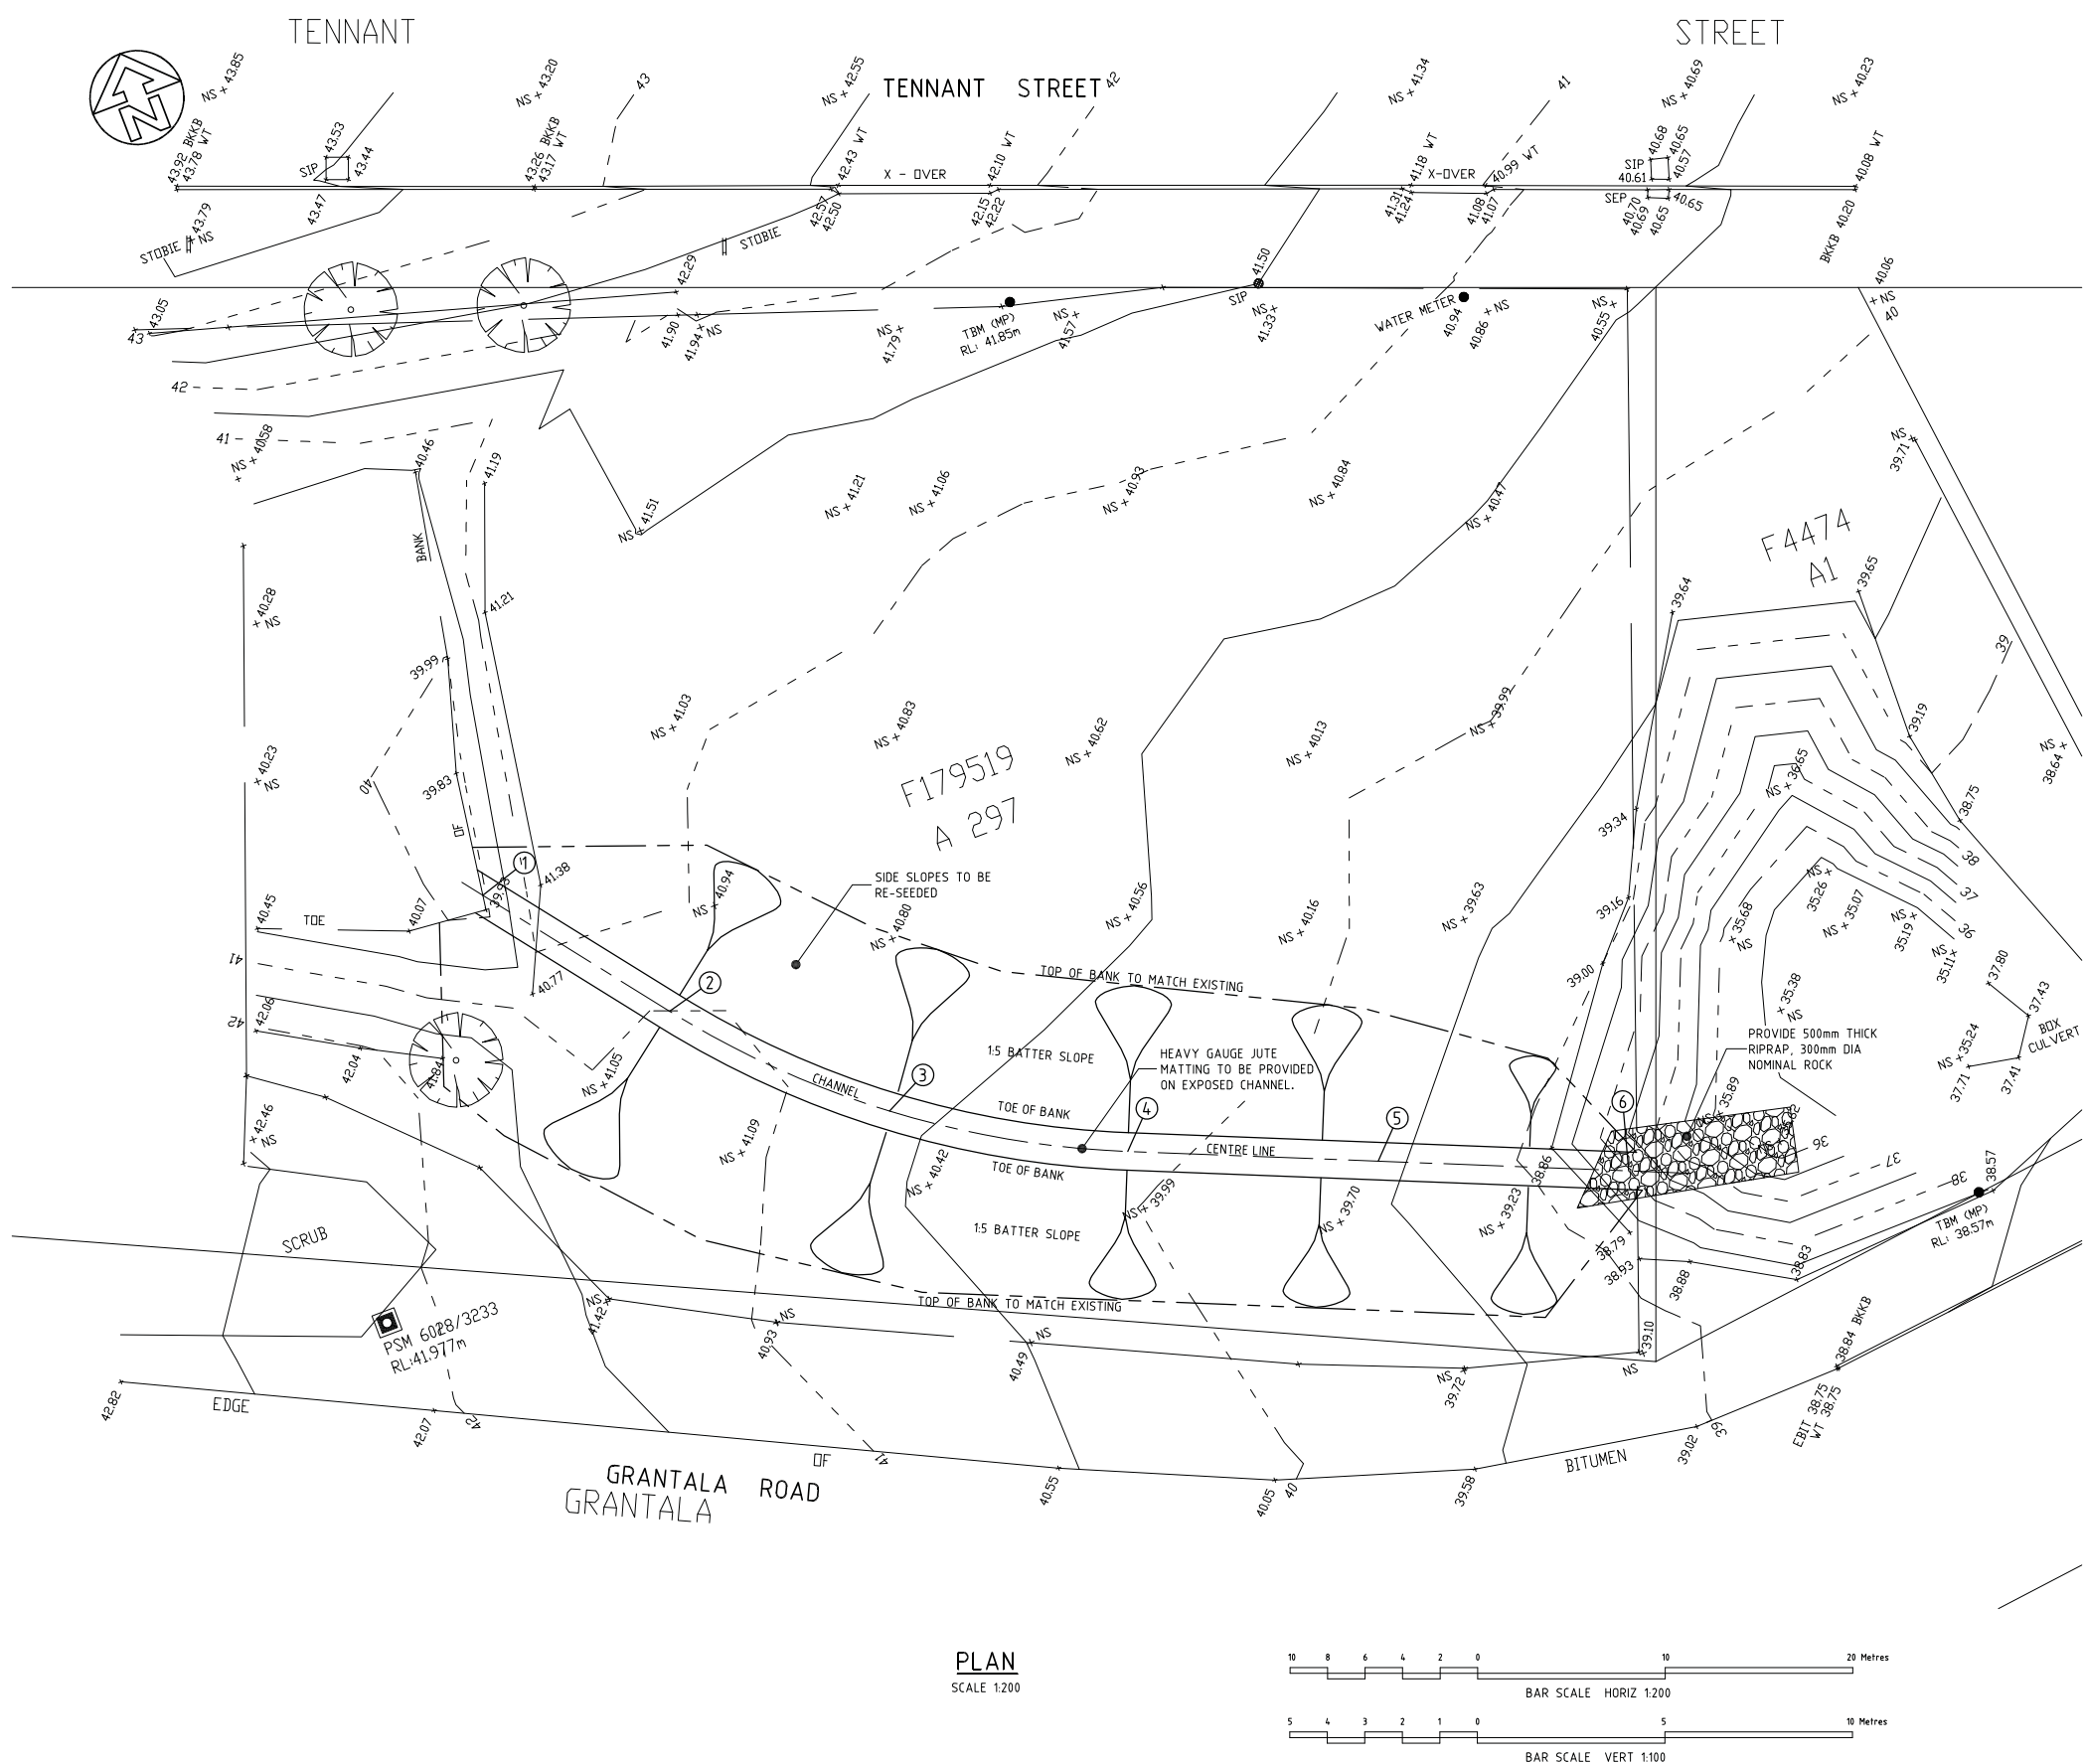 TENNANT
STREET
TENNANT STREET
N
NS + 43.85
NS + 43.20
43
NS + 42.55
42
NS + 41.34
41
NS + 40.69
NS + 40.23
43.92 BKKB
43.78 WT
SIP
43.53
43.44
43.47
43.26 BKKB
43.17 WT
42.43 WT
X - OVER
42.10 WT
41.18 WT
X-OVER
40.99 WT
SIP
40.68
40.65
40.57
40.61
40.08 WT
43.79
STOBIE + NS
STOBIE
42.57
42.50
42.15
42.22
41.31
41.24
41.08
41.07
SEP
40.70
40.69
40.65
40.65
BKKB 40.20
43.05
43
42.29
41.90
41.94
NS
NS
41.79
TBM (MP)
RL: 41.85m
NS
41.57
41.50
SIP
NS
41.33
WATER METER
40.94
40.86 + NS
NS
40.55
40.06
NS
40
42
41
NS + 40.58
40.46
41.19
BANK
NS + 41.51
NS + 41.21
NS + 41.06
NS + 40.93
NS + 40.84
NS + 40.47
NS
39.71
F4474
A1
40.28
NS
41.21
39.99
39.64
39.65
39
40.23
NS
40
39.83
OF
NS + 41.03
NS + 40.83
NS + 40.62
NS + 40.13
NS + 39.99
39.19
NS
38.64
F179519
A 297
NS + 36.65
38.75
39.34
38
37
36
1
39.93
41.38
NS + 40.94
SIDE SLOPES TO BE
RE-SEEDED
NS + 40.80
NS + 40.56
NS + 40.16
NS + 39.63
39.16
35.68
NS
NS
35.26
NS + 35.07
NS
35.19
NS
35.11
40.45
TOE
40.07
41
40.77
2
TOP OF BANK TO MATCH EXISTING
39.00
35.38
NS
37.80
37.43
BOX
CULVERT
42.06
42
42.04
41.84
NS + 41.05
CHANNEL
3
1:5 BATTER SLOPE
HEAVY GAUGE JUTE
MATTING TO BE PROVIDED
ON EXPOSED CHANNEL.
PROVIDE 500mm THICK
RIPRAP, 300mm DIA
NOMINAL ROCK
NS + 35.24
37.71
37.41
TOE OF BANK
4
5
6
NS + 35.89
36
42.46
NS
NS + 41.09
NS + 40.42
TOE OF BANK
CENTRE LINE
38.86
37
38
38.57
TBM (MP)
RL: 38.57m
SCRUB
1:5 BATTER SLOPE
NS + 39.99
NS + 39.70
NS + 39.23
38.79
38.93
38.88
38.83
PSM 6028/3233
RL:41.977m
NS
41.42
NS
40.93
TOP OF BANK TO MATCH EXISTING
NS
40.49
NS
39.72
39.10
NS
38.84 BKKB
EBIT 38.75
WT 38.75
42.82
EDGE
42.07
42
OF
41
40.55
40.05
40
39.58
BITUMEN
39.02
39
GRANTALA ROAD
GRANTALA
PLAN
SCALE 1:200
10 8 6 4 2 0 10 20 Metres
BAR SCALE HORIZ 1:200
5 4 3 2 1 0 5 10 Metres
BAR SCALE VERT 1:100